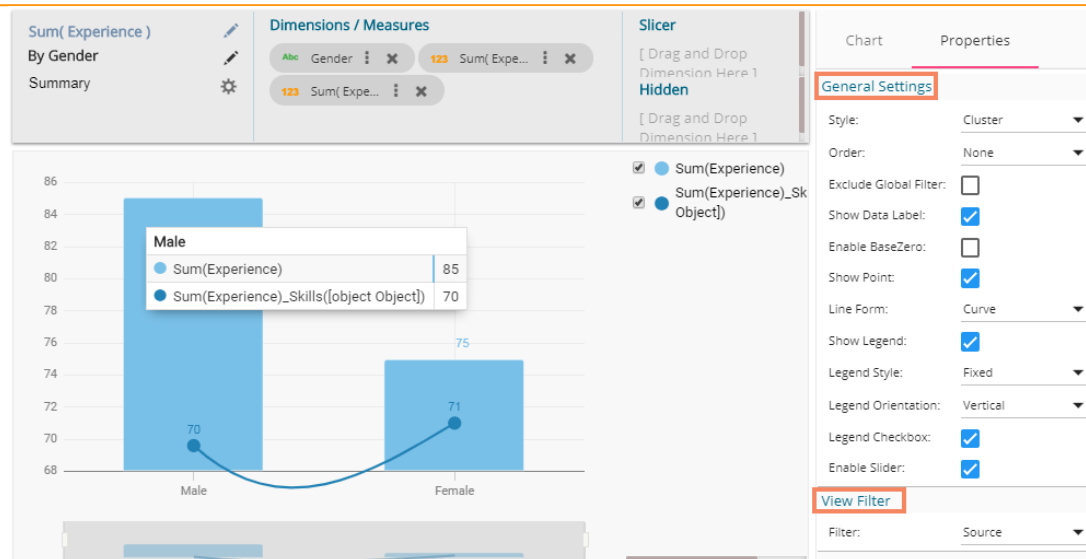 Sum( Experience )
By Gender
Summary
Dimensions / Measures
Abc Gender
123 Sum( Expe...
123 Sum( Expe...
Slicer
[ Drag and Drop
Dimension Here ]
Hidden
[ Drag and Drop
Dimension Here ]
Chart Properties
General Settings
Style: Cluster
Order: None
Exclude Global Filter:
Show Data Label:
Enable BaseZero:
Show Point:
Line Form: Curve
Show Legend:
Legend Style: Fixed
Legend Orientation: Vertical
Legend Checkbox:
Enable Slider:
View Filter
Filter: Source
Sum(Experience)
Sum(Experience)_Sk
Object])
86
84
82
80
78
76
74
72
70
68
Male
Sum(Experience) 85
Sum(Experience)_Skills([object Object]) 70
75
70
71
Male
Female